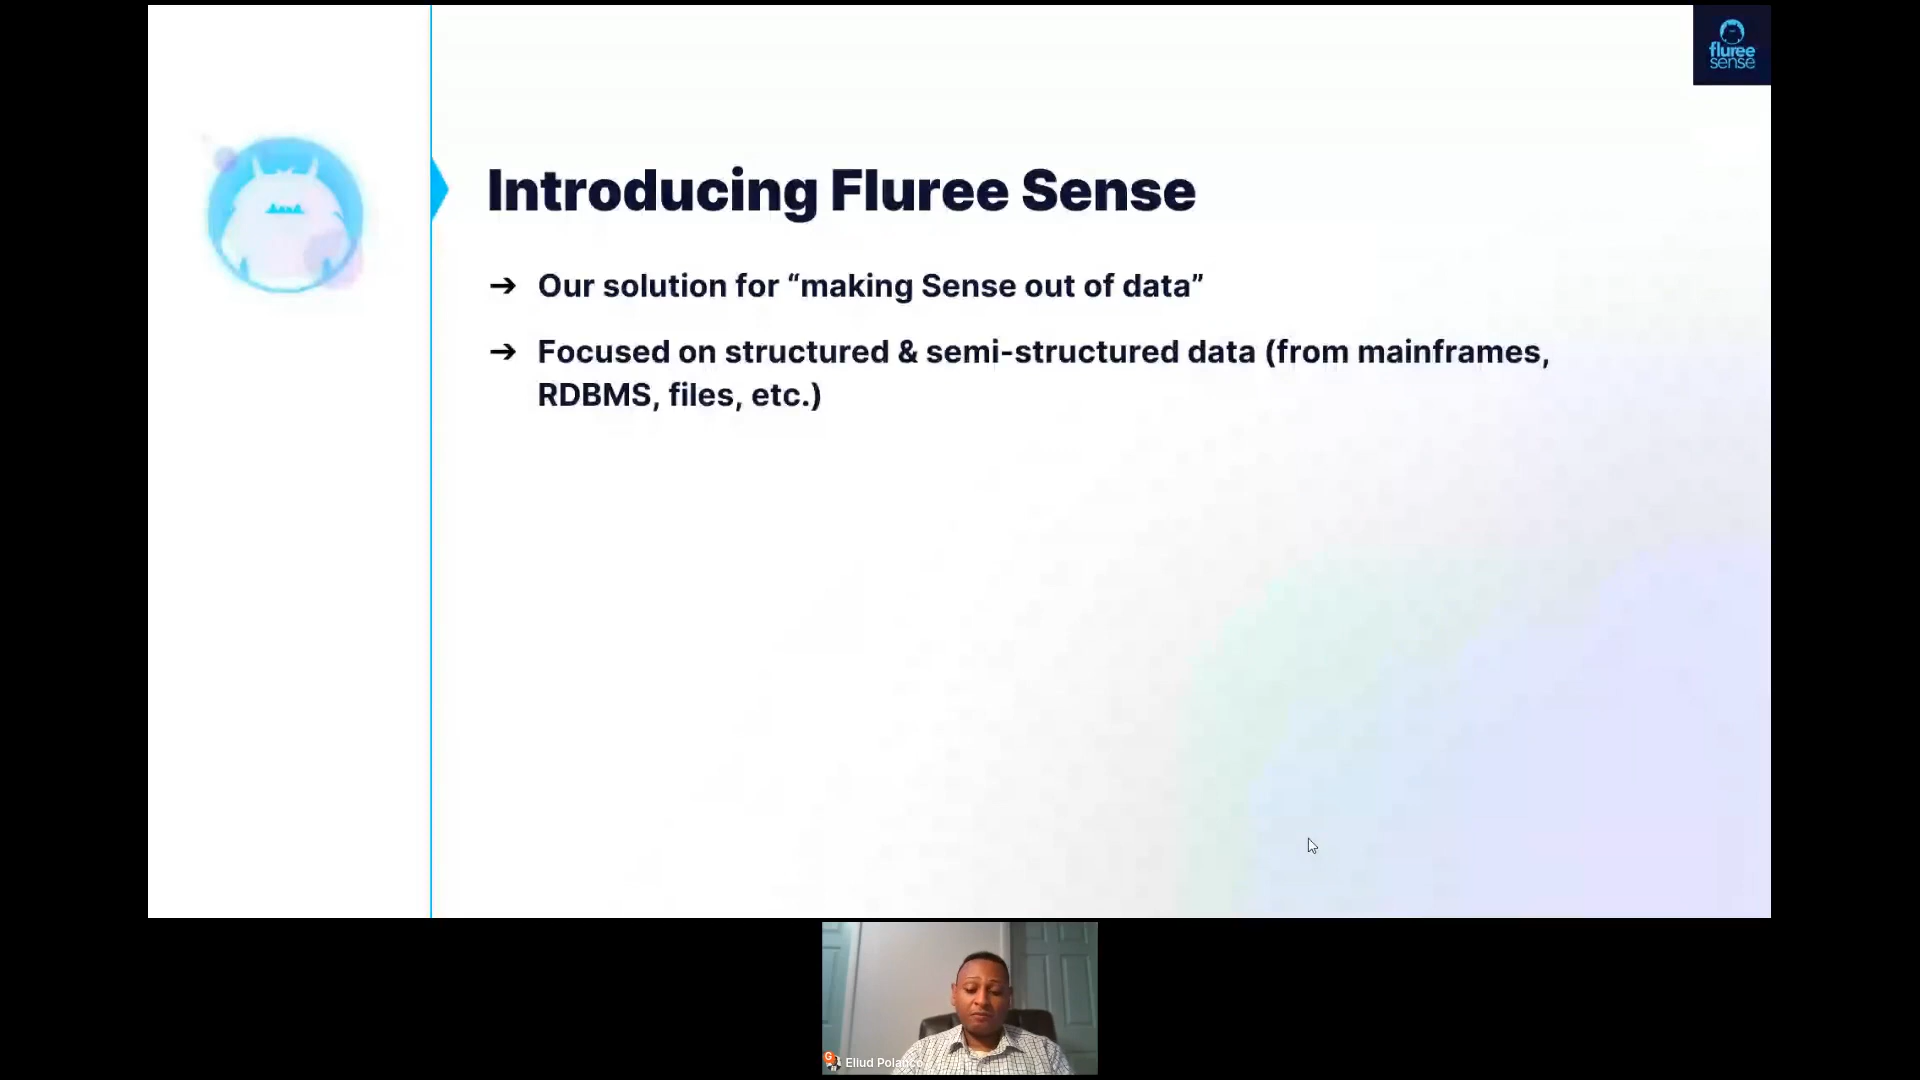 fluree
sense
Introducing Fluree Sense
➔ Our solution for “making Sense out of data”
➔ Focused on structured & semi-structured data (from mainframes,
RDBMS, files, etc.)
G
Eliud Polanco